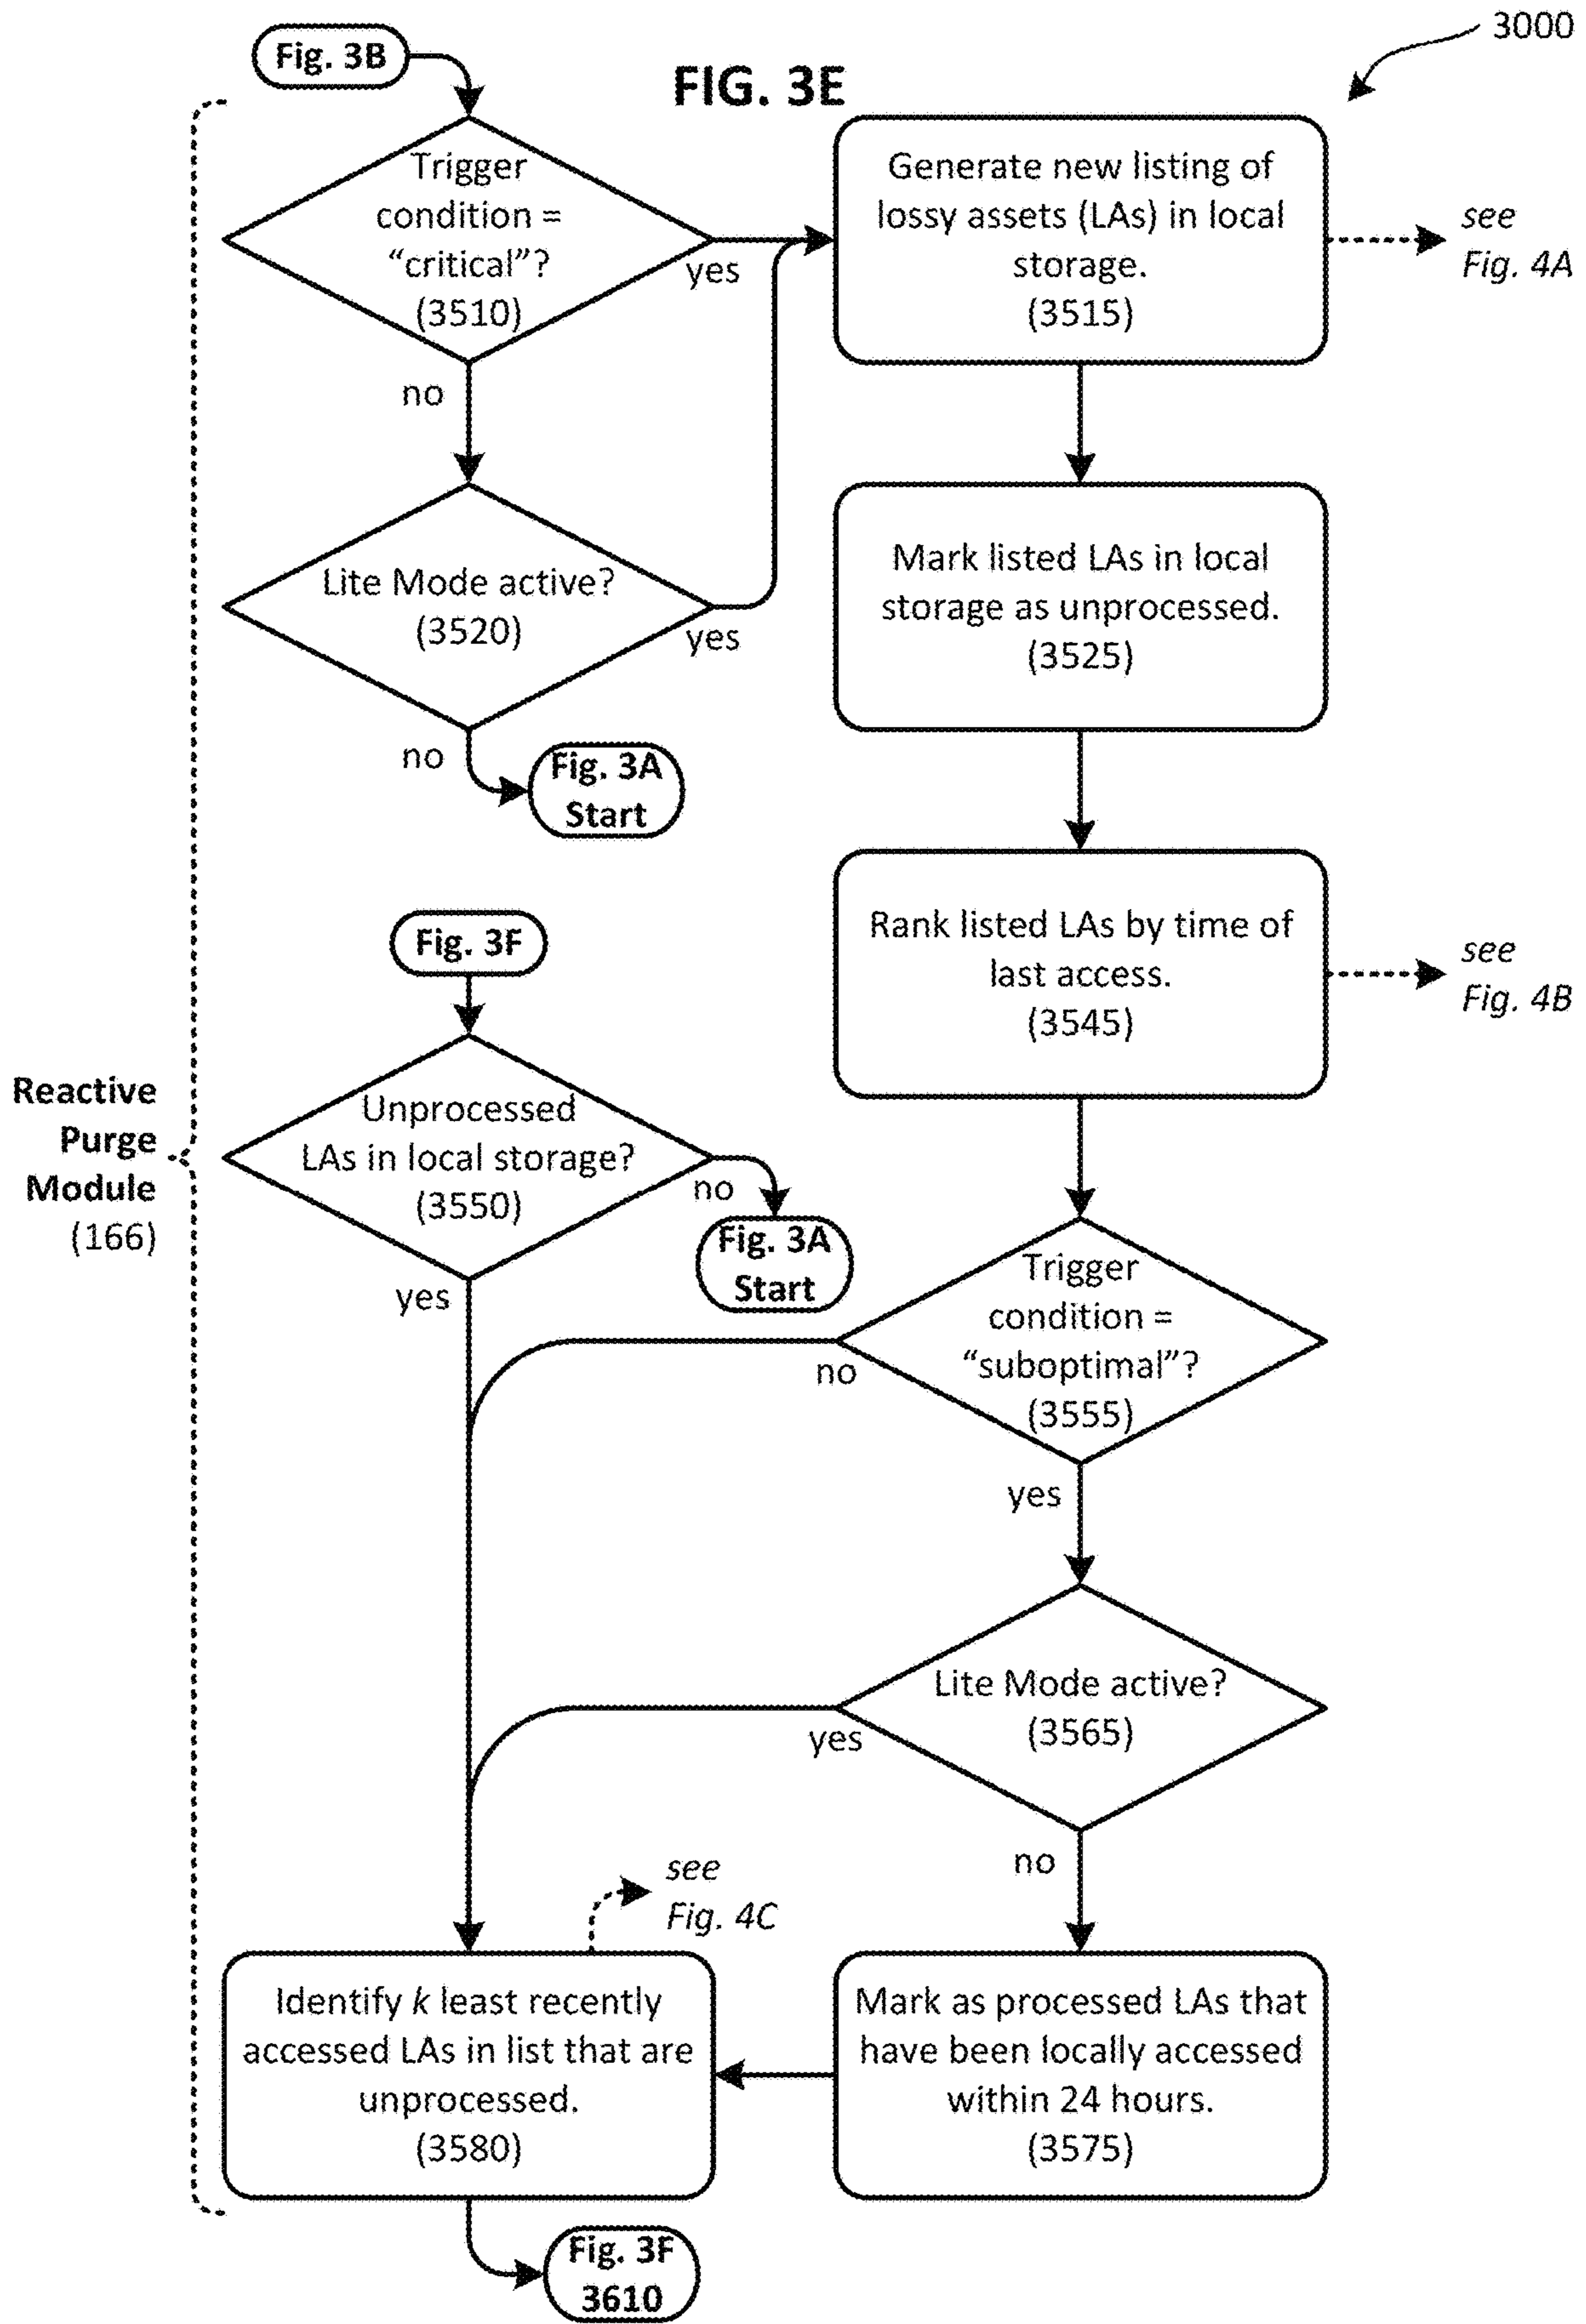 3000
Fig. 3B
FIG. 3E
Trigger
condition =
“critical”?
(3510)
yes
no
Generate new listing of
lossy assets (LAs) in local
storage.
(3515)
see
Fig. 4A
Lite Mode active?
(3520)
yes
no
Fig. 3A
Start
Mark listed LAs in local
storage as unprocessed.
(3525)
Rank listed LAs by time of
last access.
(3545)
see
Fig. 4B
Fig. 3F
Reactive
Purge
Module
(166)
Unprocessed
LAs in local storage?
(3550)
no
yes
Fig. 3A
Start
Trigger
condition =
“suboptimal”?
(3555)
no
yes
Lite Mode active?
(3565)
yes
no
see
Fig. 4C
Identify k least recently
accessed LAs in list that are
unprocessed.
(3580)
Mark as processed LAs that
have been locally accessed
within 24 hours.
(3575)
Fig. 3F
3610